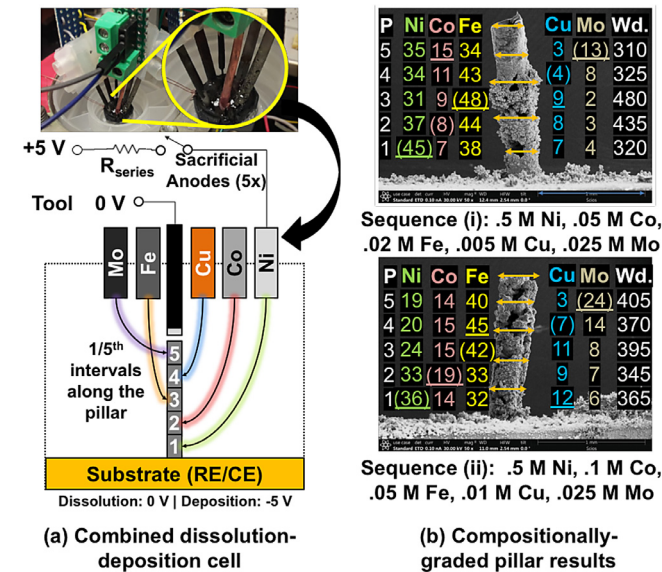 +5 V
R series
Sacrificial
Anodes (5x)
Tool 0 V
Mo Fe Cu Co Ni
1/5th
intervals
along the
pillar
5
4
3
2
1
Substrate (RE/CE)
Dissolution: 0 V | Deposition: -5 V
(a) Combined dissolution-
deposition cell
P Ni Co Fe Cu Mo Wd.
5 35 15 34 3 (13) 310
4 34 11 43 (4) 8 325
3 31 9 (48) 9 2 480
2 37 (8) 44 8 3 435
1 (45) 7 38 7 4 320
Sequence (i): .5 M Ni, .05 M Co,
.02 M Fe, .005 M Cu, .025 M Mo
P Ni Co Fe Cu Mo Wd.
5 19 14 40 3 (24) 405
4 20 15 45 (7) 14 370
3 24 15 (42) 11 8 395
2 33 (19) 33 9 7 345
1 (36) 14 32 12 6 365
Sequence (ii): .5 M Ni, .1 M Co,
.05 M Fe, .01 M Cu, .025 M Mo
(b) Compositionally-
graded pillar results